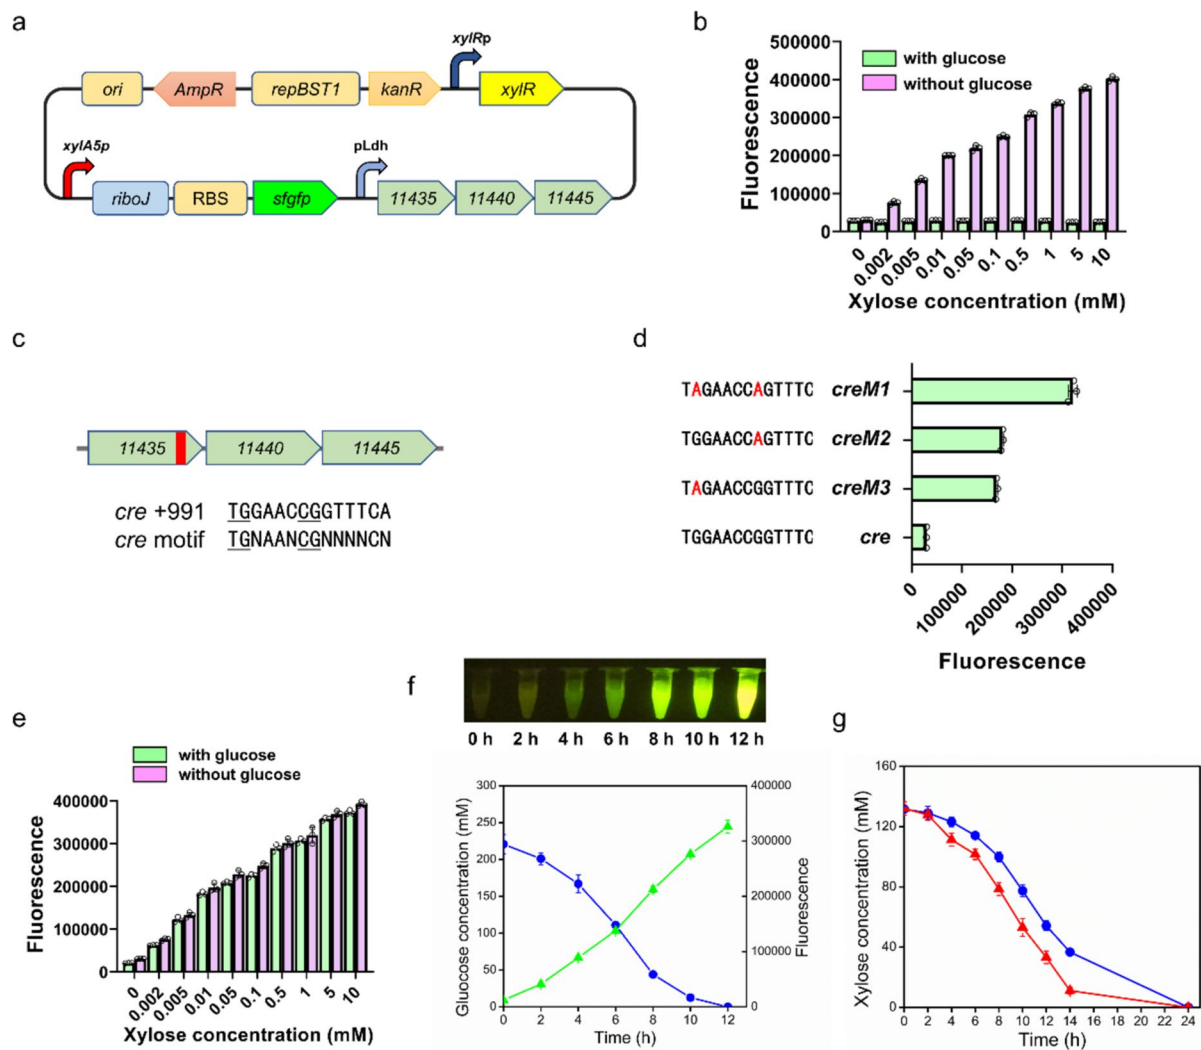 a
xylRp
ori
AmpR
repBST1
kanR
xylR
xylA5p
pLdh
riboJ
RBS
sfgfp
11435
11440
11445
b
with glucose
without glucose
500000
400000
300000
200000
100000
0
Fluorescence
0
0.002
0.005
0.01
0.05
0.1
0.5
1
5
10
Xylose concentration (mM)
c
11435
11440
11445
cre +991 TGGAACCGGTTTCA
cre motif TGNAANCGNNNNCN
d
TAGAACCAGTTTC creM1
TGGAACCAGTTTC creM2
TAGAACCGGTTTC creM3
TGGAACCGGTTTC cre
0
100000
200000
300000
400000
Fluorescence
e
with glucose
without glucose
400000
300000
200000
100000
0
Fluorescence
0
0.002
0.005
0.01
0.05
0.1
0.5
1
5
10
Xylose concentration (mM)
f
0 h 2 h 4 h 6 h 8 h 10 h 12 h
300
250
200
150
100
50
0
Gluucose concentration (mM)
400000
300000
200000
100000
0
Fluorescence
0 2 4 6 8 10 12
Time (h)
g
160
120
80
40
0
Xylose concentration (mM)
0 2 4 6 8 10 12 14 16 18 20 22 24
Time (h)